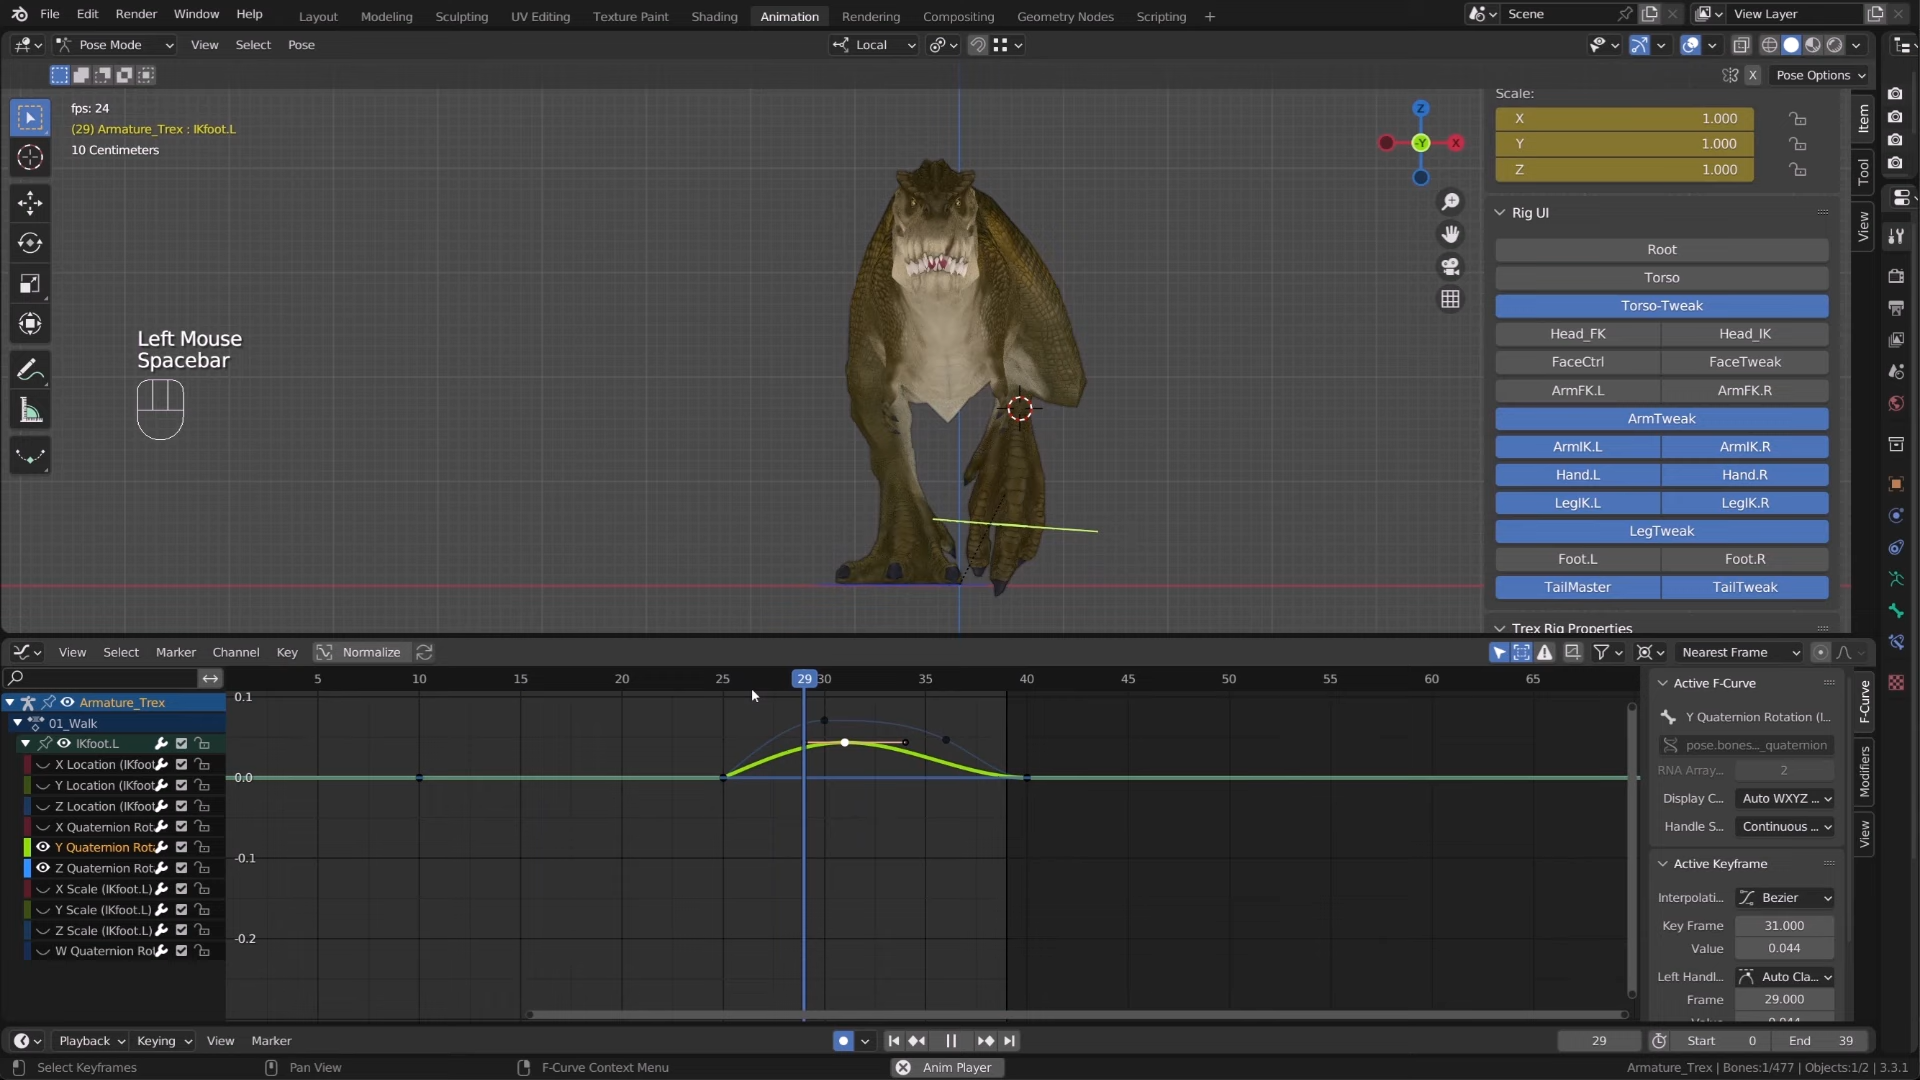 File Edit Render Window Help Layout Modeling Sculpting UV Editing Texture Paint Shading Animation Rendering Compositing Geometry Nodes Scripting + Scene View Layer
Pose Mode View Select Pose Local
X Pose Options
fps: 24
(29) Armature_Trex : IKfoot.L
10 Centimeters
Left Mouse
Spacebar
Z
-Y X
Scale:
X 1.000
Y 1.000
Z 1.000
Rig UI
Root
Torso
Torso-Tweak
Head_FK Head_IK
FaceCtrl FaceTweak
ArmFK.L ArmFK.R
ArmTweak
ArmIK.L ArmIK.R
Hand.L Hand.R
LegIK.L LegIK.R
LegTweak
Foot.L Foot.R
TailMaster TailTweak
Trex Rig Properties
Item
Tool
View
View Select Marker Channel Key Normalize Nearest Frame
5 10 15 20 25 29 30 35 40 45 50 55 60 65
0.1
0.0
-0.1
-0.2
Armature_Trex
01_Walk
IKfoot.L
X Location (IKfoot
Y Location (IKfoot
Z Location (IKfoot
X Quaternion Rot
Y Quaternion Rot
Z Quaternion Rot
X Scale (IKfoot.L)
Y Scale (IKfoot.L)
Z Scale (IKfoot.L)
W Quaternion Ro
Active F-Curve
Y Quaternion Rotation (I...
pose.bones..._quaternion
RNA Array... 2
Display C... Auto WXYZ ...
Handle S... Continuous ...
Active Keyframe
Interpolati... Bezier
Key Frame 31.000
Value 0.044
Left Handl... Auto Cla...
Frame 29.000
F-Curve
Modifiers
View
Playback Keying View Marker 29 Start 0 End 39
Select Keyframes Pan View F-Curve Context Menu Anim Player Armature_Trex | Bones:1/477 | Objects:1/2 | 3.3.1